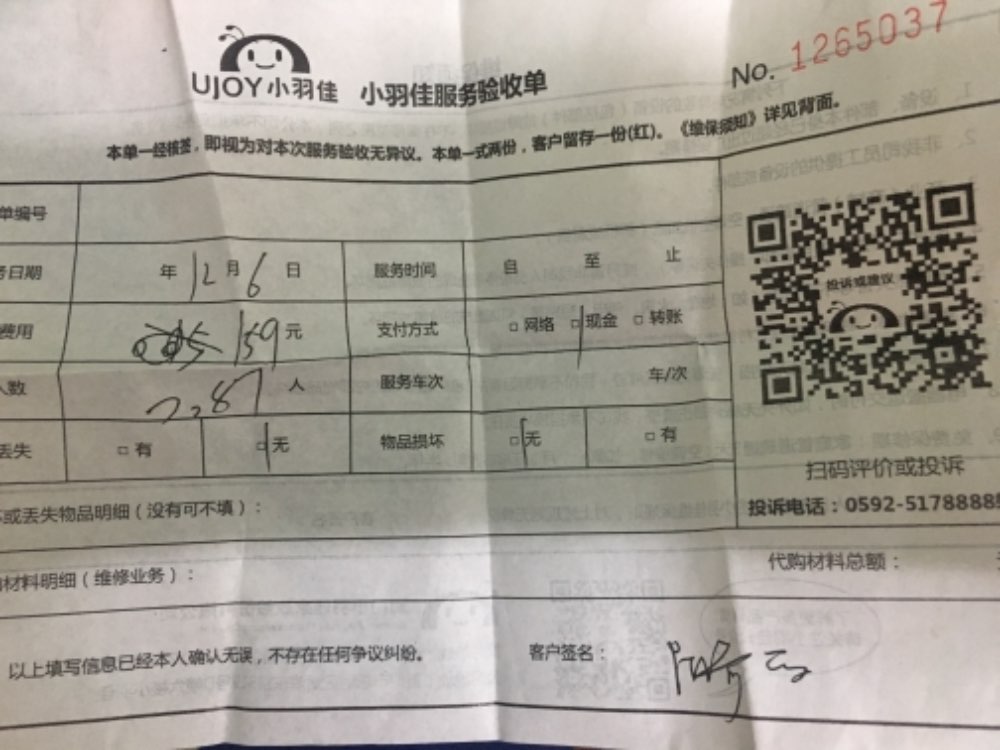 UJOY小羽佳 小羽佳服务验收单 No. 1265037
本单一经核签，即视为对本次服务验收无异议。本单一式两份，客户留存一份(红)。《维保须知》详见背面。
单编号
务日期 年 12 月 6 日 服务时间 自 至 止
费用 159 元 支付方式 □ 网络 □ 现金 □ 转账
人数 人 服务车次 车/次
丢失 □ 有 □ 无 物品损坏 □ 无 □ 有
投诉或建议
扫码评价或投诉
投诉电话：0592-5178888
或丢失物品明细（没有可不填）：
材料明细（维修业务）： 代购材料总额：
以上填写信息已经本人确认无误，不存在任何争议纠纷。 客户签名：